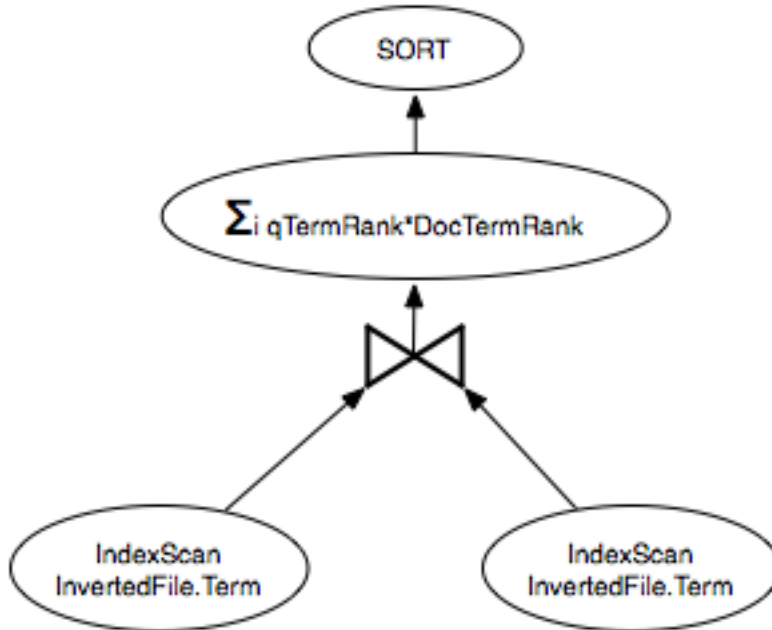 SORT
Σi qTermRank*DocTermRank
IndexScan
InvertedFile.Term
IndexScan
InvertedFile.Term